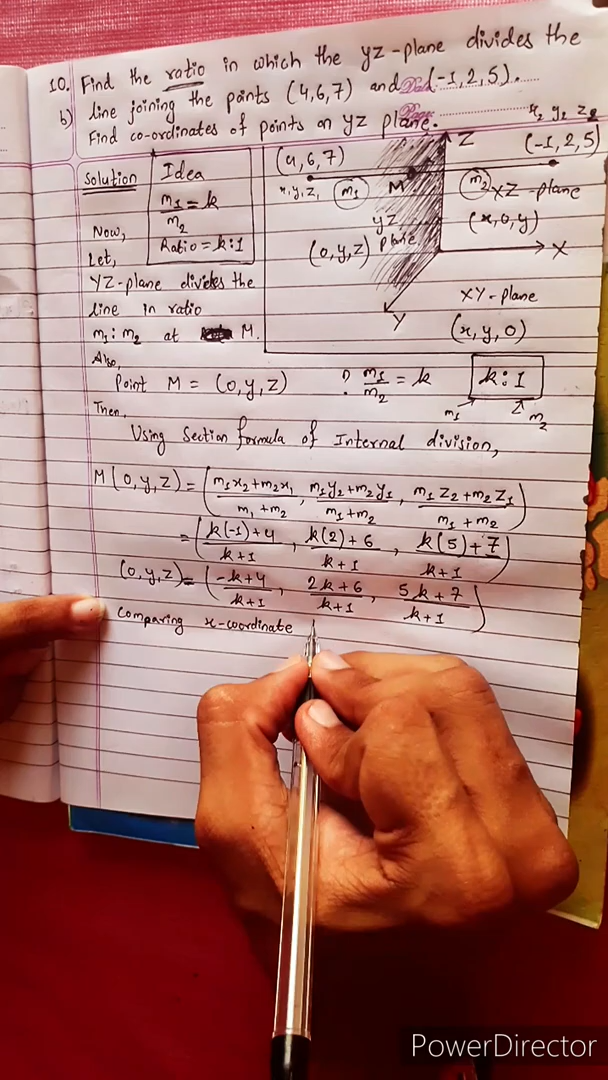 10. Find the ratio in which the yz-plane divides the
b) line joining the points (4,6,7) and (-1,2,5).
Find co-ordinates of points on yz plane.
Solution
Idea
m1/m2 = k
Ratio = k:1
Now,
Let,
YZ-plane divides the
line in ratio
m1:m2 at M.
(4,6,7)
x1y1z1
m1
M
x2 y2 z2
(-1,2,5)
m2
Z
XZ-plane
(x,0,y)
yz
plane
(0,y,z)
X
Y
XY-plane
(x,y,0)
Also,
Point M = (0,y,z) m1/m2 = k k:1
m1 m2
Then,
Using section formula of Internal division,
M(0,y,z) = ((m1x2+m2x1)/(m1+m2), (m1y2+m2y1)/(m1+m2), (m1z2+m2z1)/(m1+m2))
= ((k(-1)+4)/(k+1), (k(2)+6)/(k+1), (k(5)+7)/(k+1))
(0,y,z) = ((-k+4)/(k+1), (2k+6)/(k+1), (5k+7)/(k+1))
Comparing x-coordinate
PowerDirector